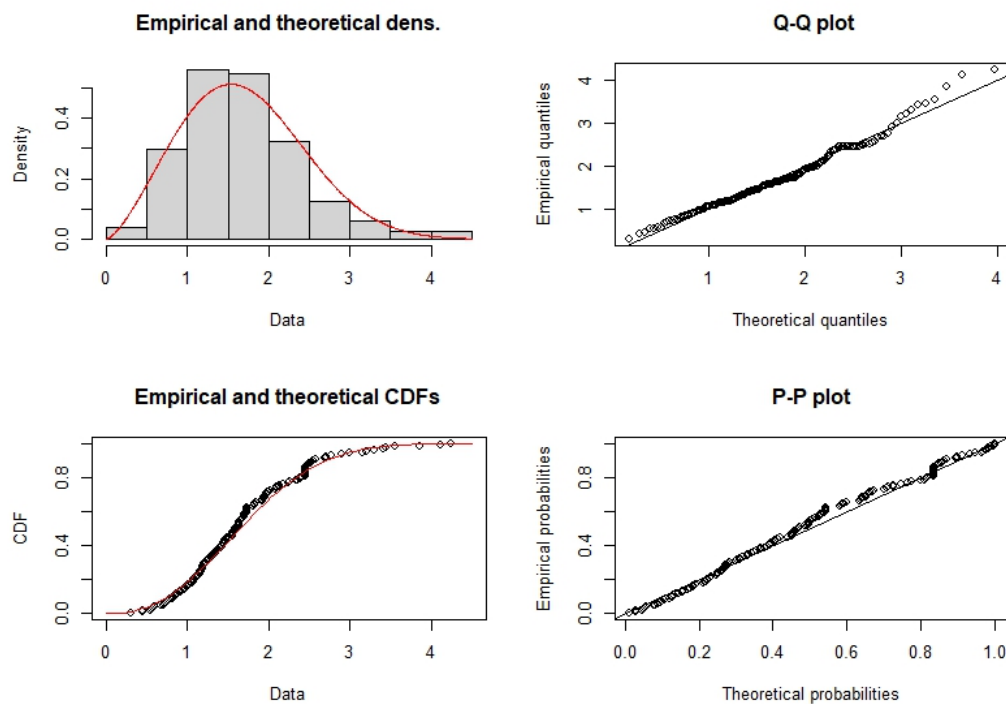 Empirical and theoretical dens.
Density
0.0 0.2 0.4
0 1 2 3 4
Data
Q-Q plot
Empirical quantiles
1 2 3 4
1 2 3 4
Theoretical quantiles
Empirical and theoretical CDFs
CDF
0.0 0.4 0.8
0 1 2 3 4
Data
P-P plot
Empirical probabilities
0.0 0.4 0.8
0.0 0.2 0.4 0.6 0.8 1.0
Theoretical probabilities